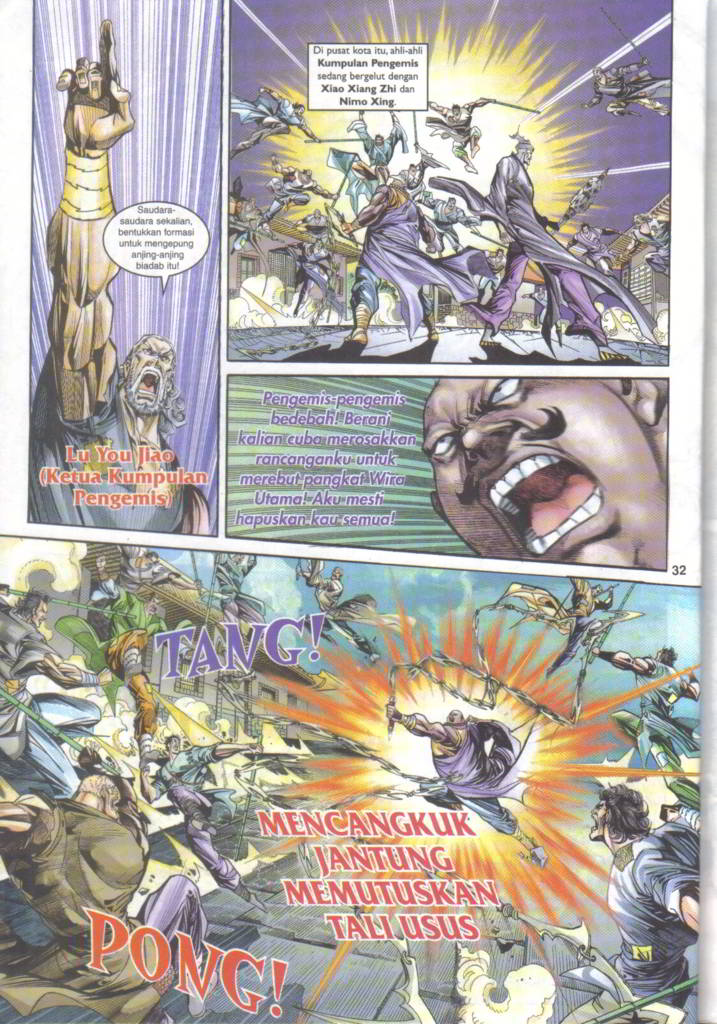 Saudara-
saudara sekalian,
bentukkan formasi
untuk mengepung
anjing-anjing
biadab itu!
Lu You Jiao
(Ketua Kumpulan
Pengemis)
Di pusat kota itu, ahli-ahli
Kumpulan Pengemis
sedang bergelut dengan
Xiao Xiang Zhi dan
Nimo Xing.
Pengemis-pengemis
bedebah! Berani
kalian cuba merosakkan
rancanganku untuk
merebut pangkat Wira
Utama! Aku mesti
hapuskan kau semua!
32
TANG!
MENCANGKUK
JANTUNG
MEMUTUSKAN
TALI USUS
PONG!